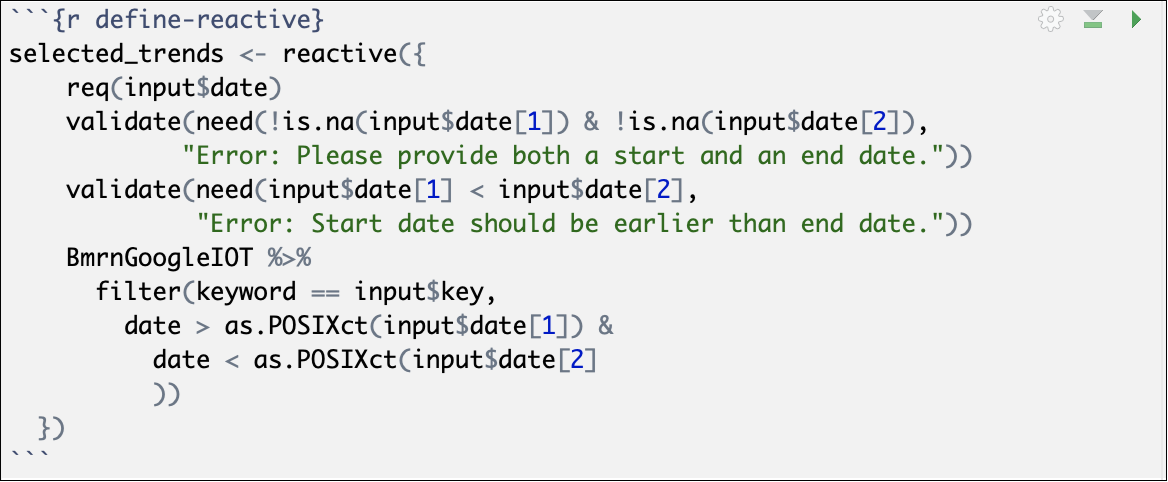 ```{r define-reactive}
selected_trends <- reactive({
    req(input$date)
    validate(need(!is.na(input$date[1]) & !is.na(input$date[2]),
            "Error: Please provide both a start and an end date."))
    validate(need(input$date[1] < input$date[2],
             "Error: Start date should be earlier than end date."))
    BmrnGoogleIOT %>%
      filter(keyword == input$key,
        date > as.POSIXct(input$date[1]) &
          date < as.POSIXct(input$date[2]
          ))
  })
```